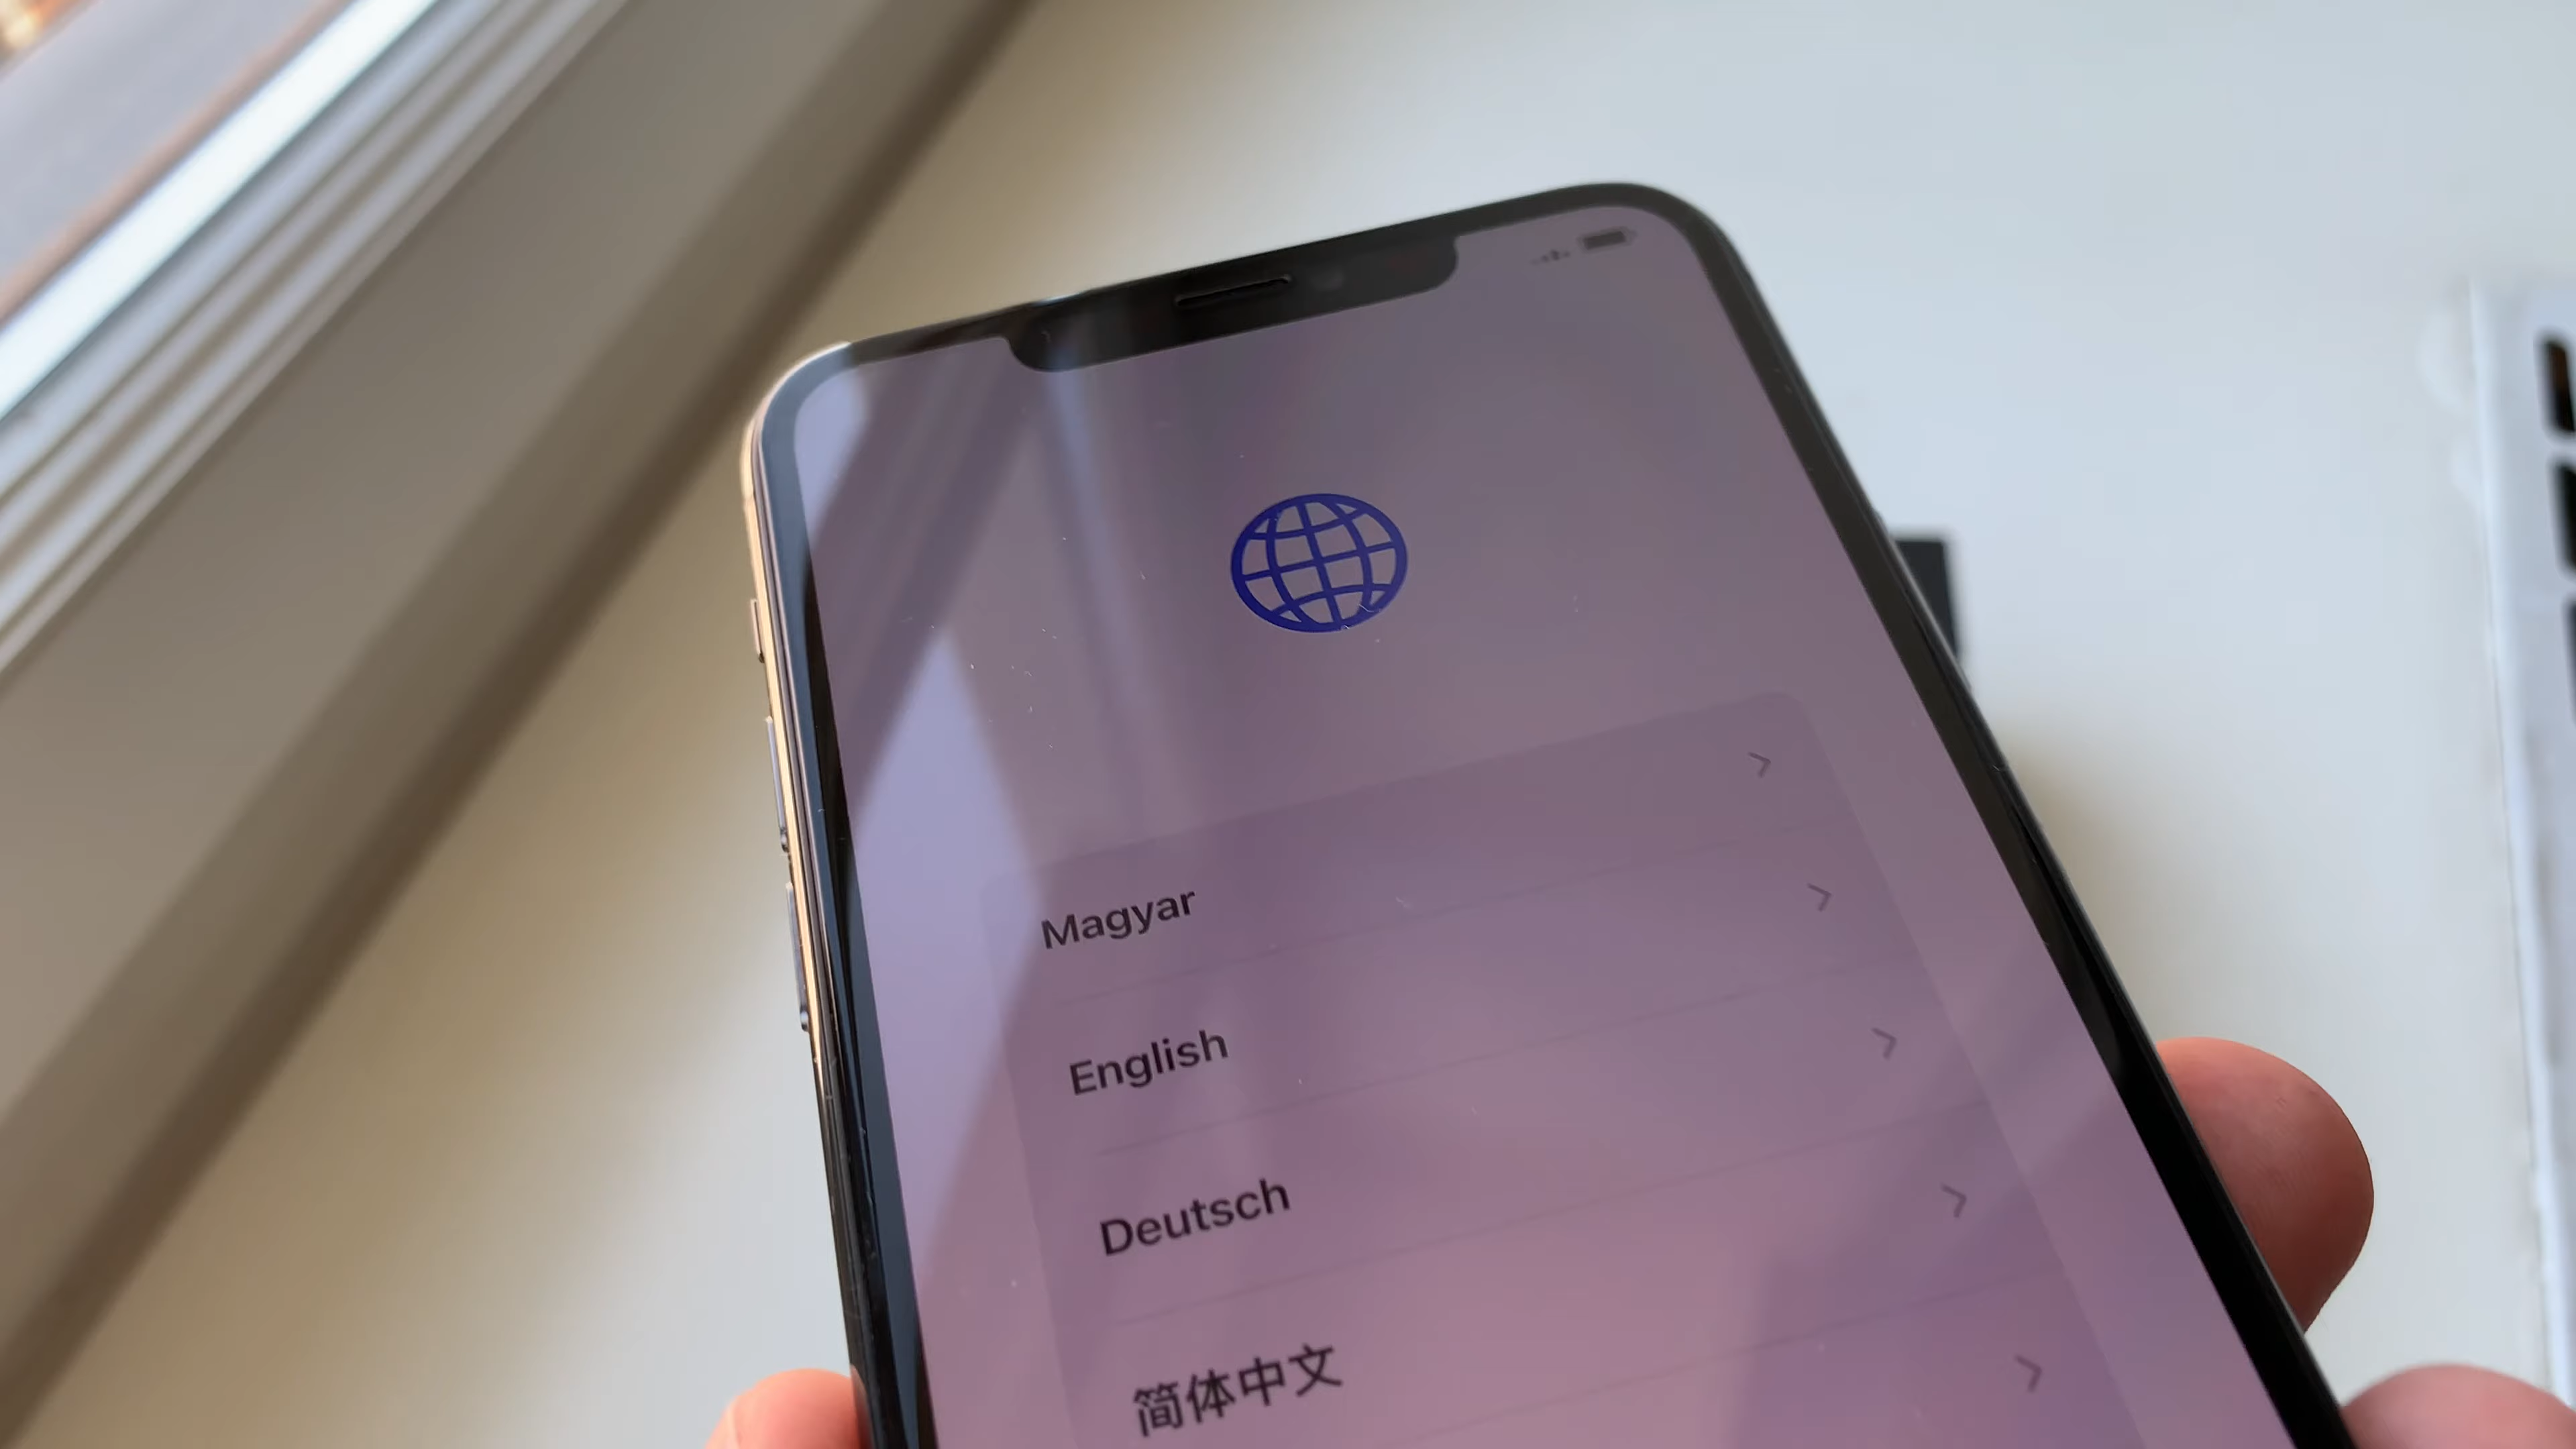 Magyar
English
Deutsch
简体中文